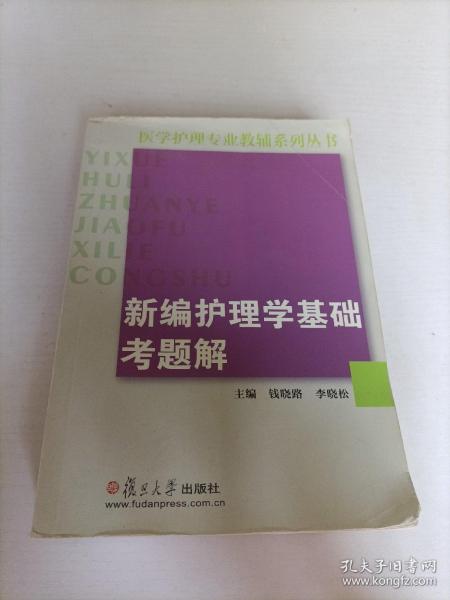 医学护理专业教辅系列丛书
YIXUE
HULI
ZHUANYE
JIAOFU
XILIE
CONGSHU
新编护理学基础
考题解
主编 钱晓路 李晓松
復旦大学出版社
www.fudanpress.com.cn
孔夫子旧书网
www.kongfz.com